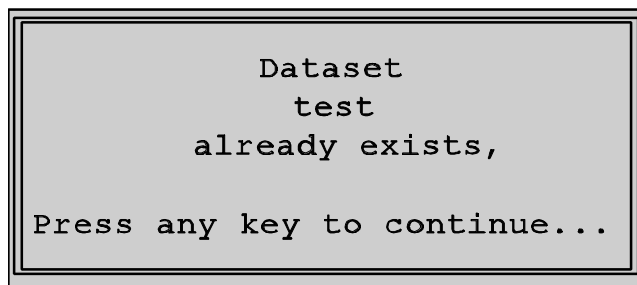 Dataset
test
already exists,
Press any key to continue...